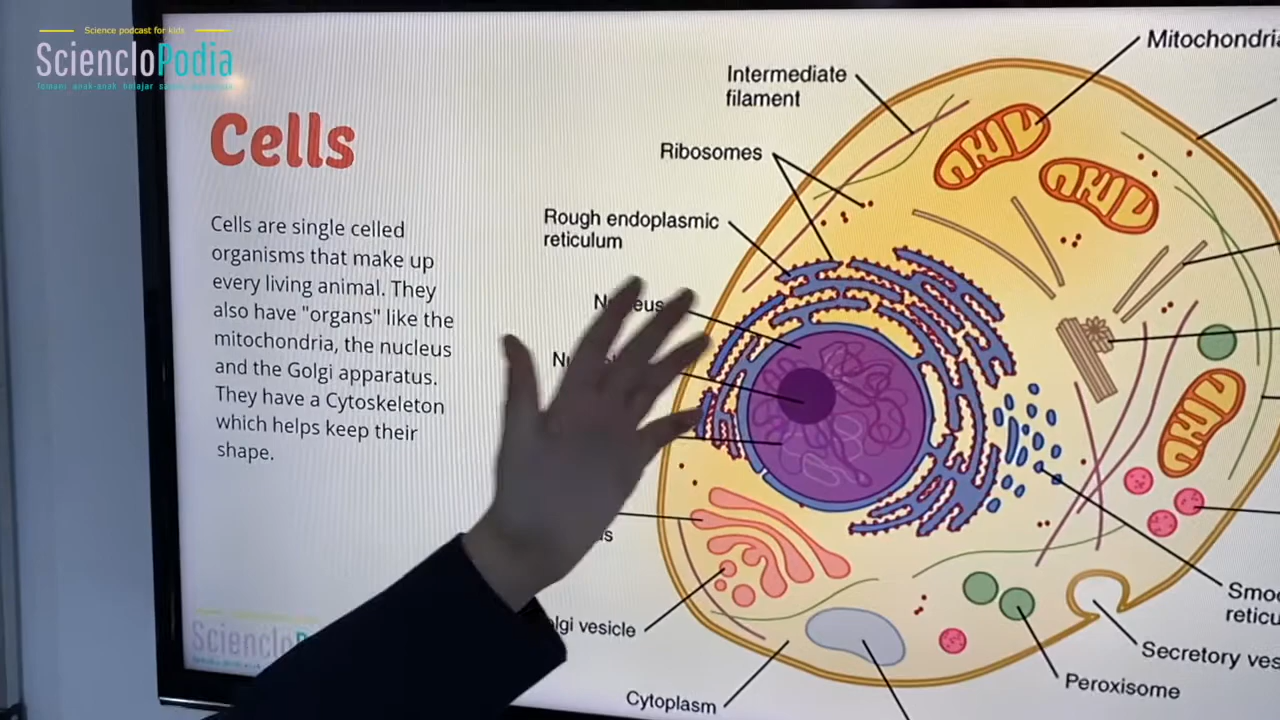 Science podcast for kids
SciencloPodia
Cells
Cells are single celled
organisms that make up
every living animal. They
also have "organs" like the
mitochondria, the nucleus
and the Golgi apparatus.
They have a Cytoskeleton
which helps keep their
shape.
Mitochondria
Intermediate
filament
Ribosomes
Rough endoplasmic
reticulum
Golgi vesicle
Cytoplasm
Peroxisome
Secretory
reticu